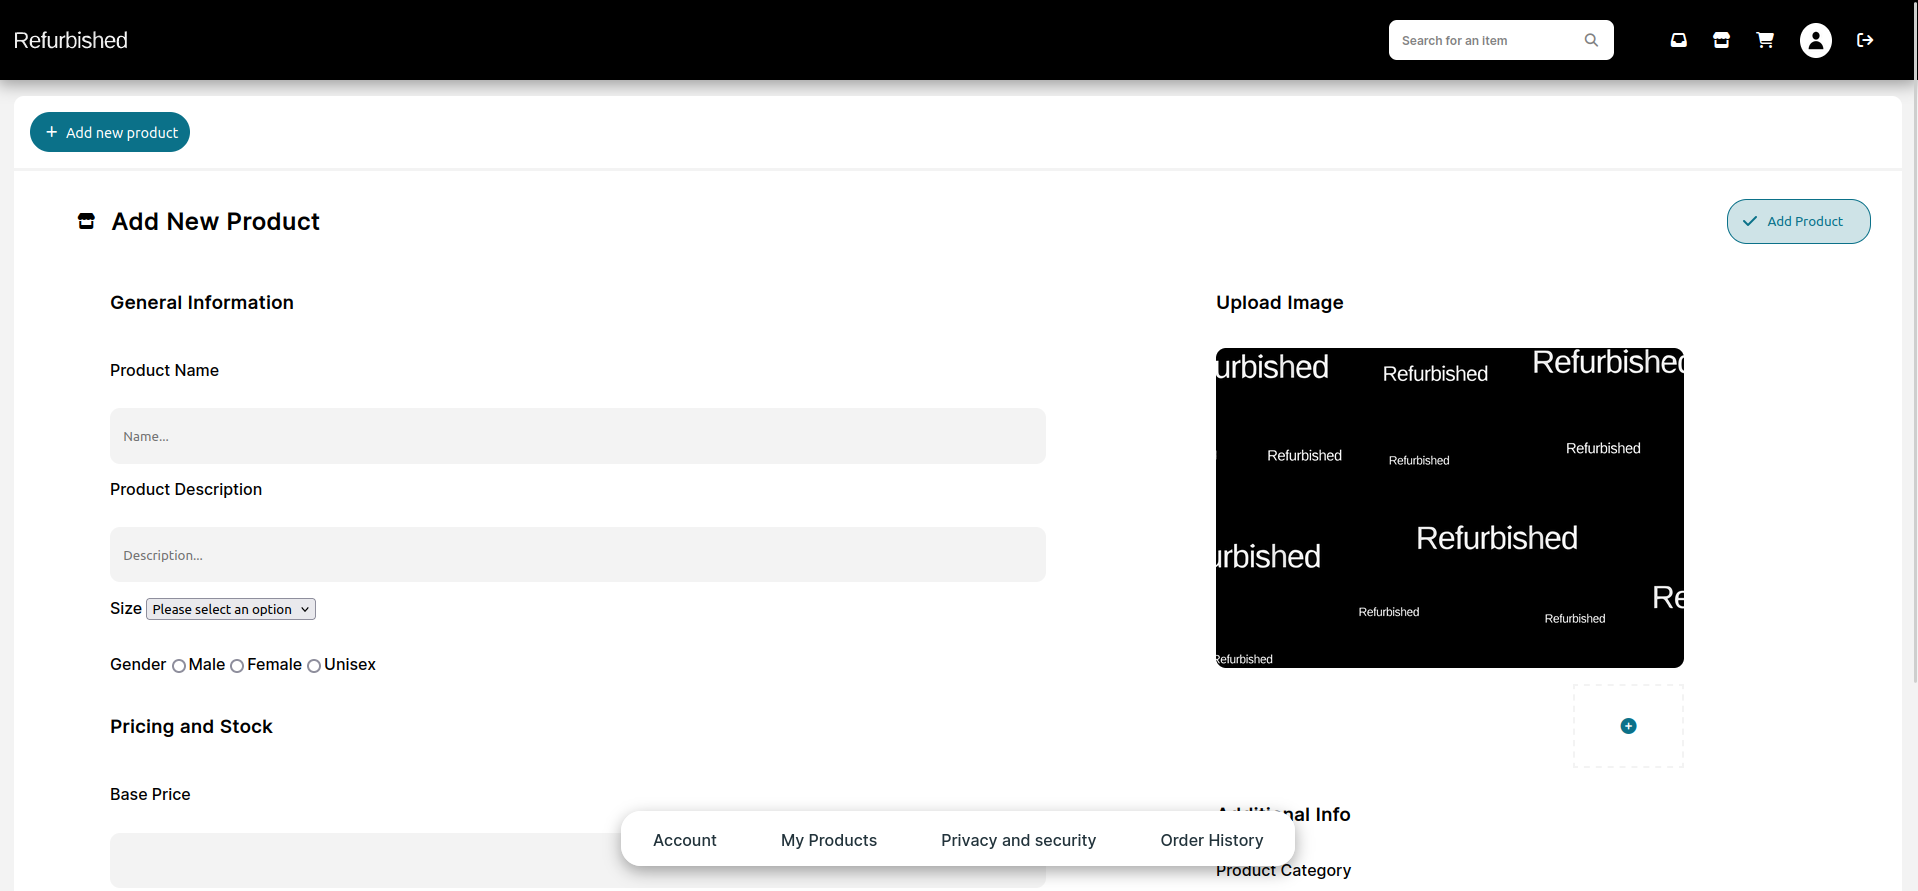 Refurbished
Search for an item
Add new product
Add New Product
Add Product
General Information
Product Name
Name...
Product Description
Description...
Size Please select an option
Gender Male Female Unisex
Pricing and Stock
Base Price
Upload Image
urbished Refurbished Refurbished
Refurbished Refurbished Refurbished
urbished Refurbished
Refurbished Refurbished Re
Refurbished
Additional Info
Product Category
Account My Products Privacy and security Order History